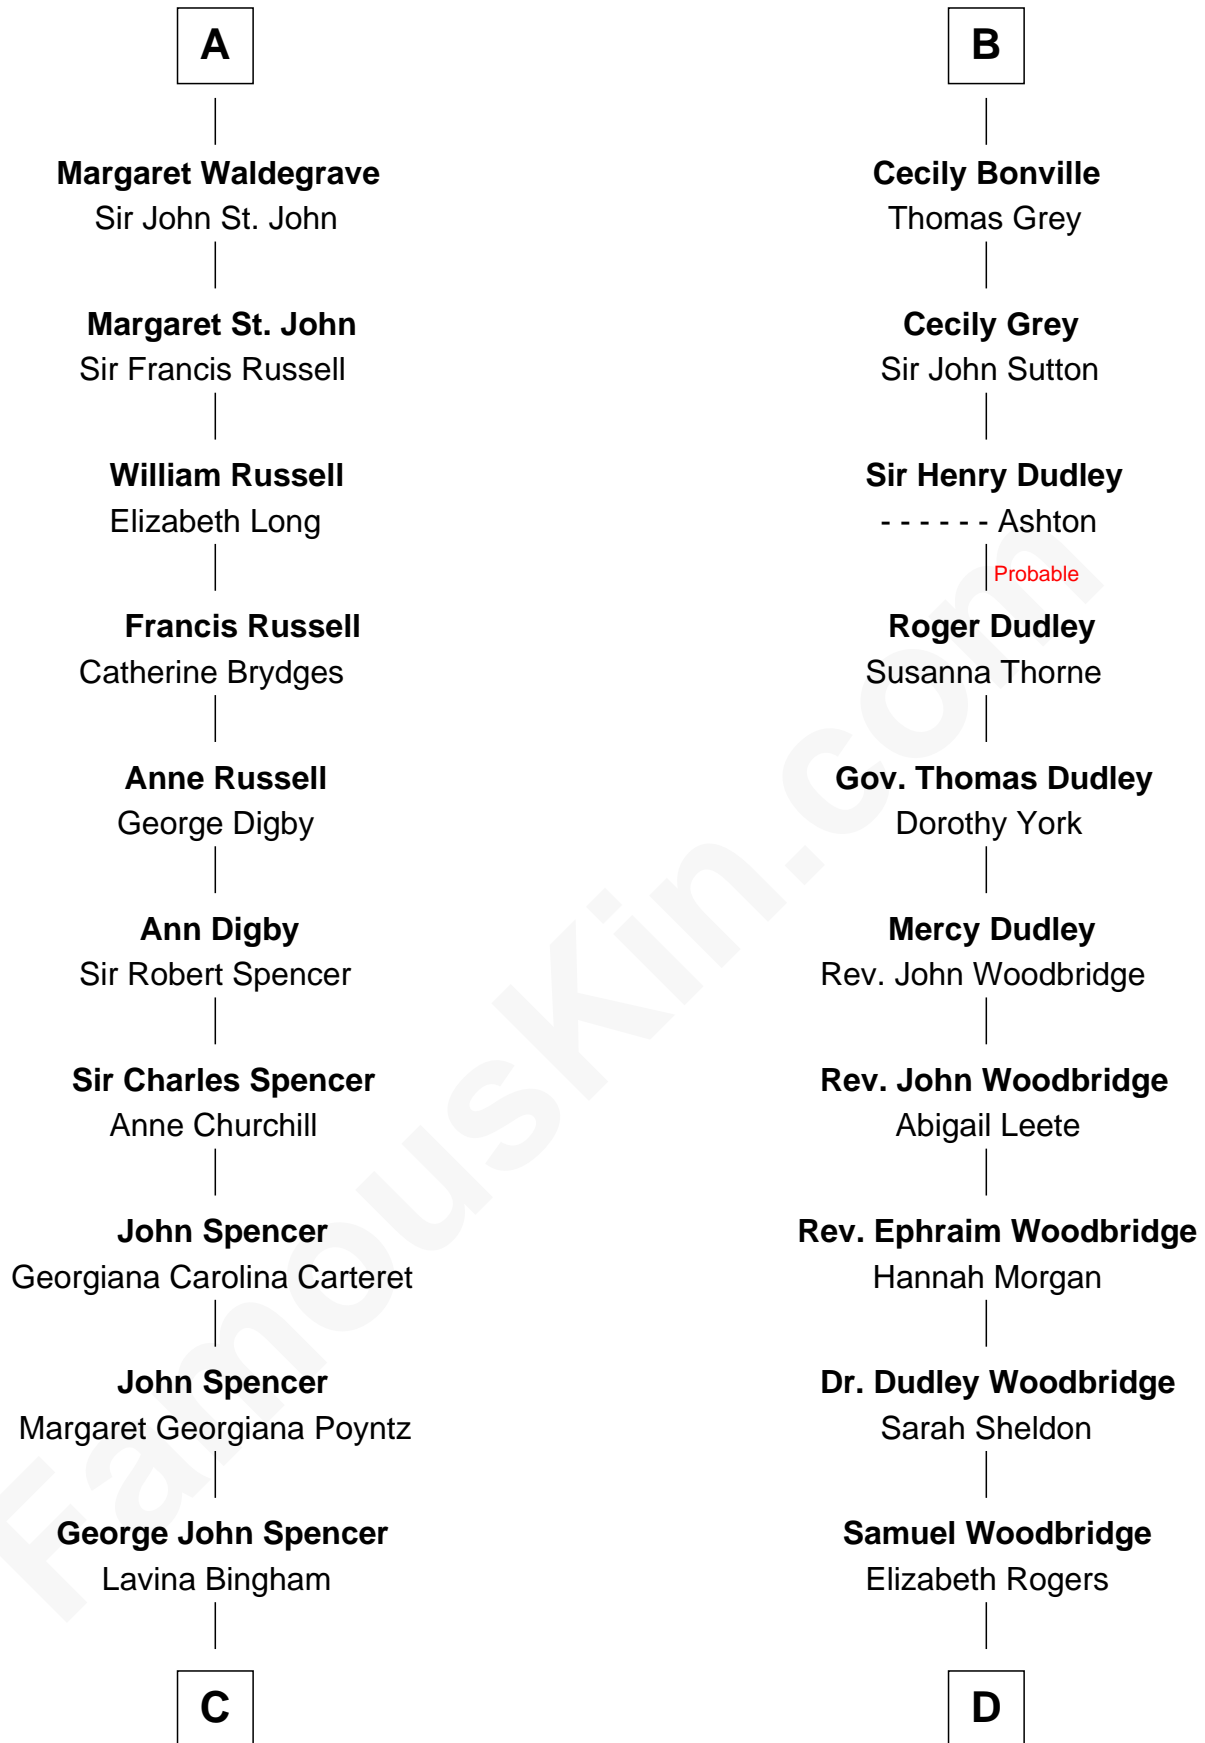 A
Margaret Waldegrave
Sir John St. John
Margaret St. John
Sir Francis Russell
William Russell
Elizabeth Long
Francis Russell
Catherine Brydges
Anne Russell
George Digby
Ann Digby
Sir Robert Spencer
Sir Charles Spencer
Anne Churchill
John Spencer
Georgiana Carolina Carteret
John Spencer
Margaret Georgiana Poyntz
George John Spencer
Lavina Bingham
C
B
Cecily Bonville
Thomas Grey
Cecily Grey
Sir John Sutton
Sir Henry Dudley
- - - - - - Ashton
Probable
Roger Dudley
Susanna Thorne
Gov. Thomas Dudley
Dorothy York
Mercy Dudley
Rev. John Woodbridge
Rev. John Woodbridge
Abigail Leete
Rev. Ephraim Woodbridge
Hannah Morgan
Dr. Dudley Woodbridge
Sarah Sheldon
Samuel Woodbridge
Elizabeth Rogers
D
FamousKin.com